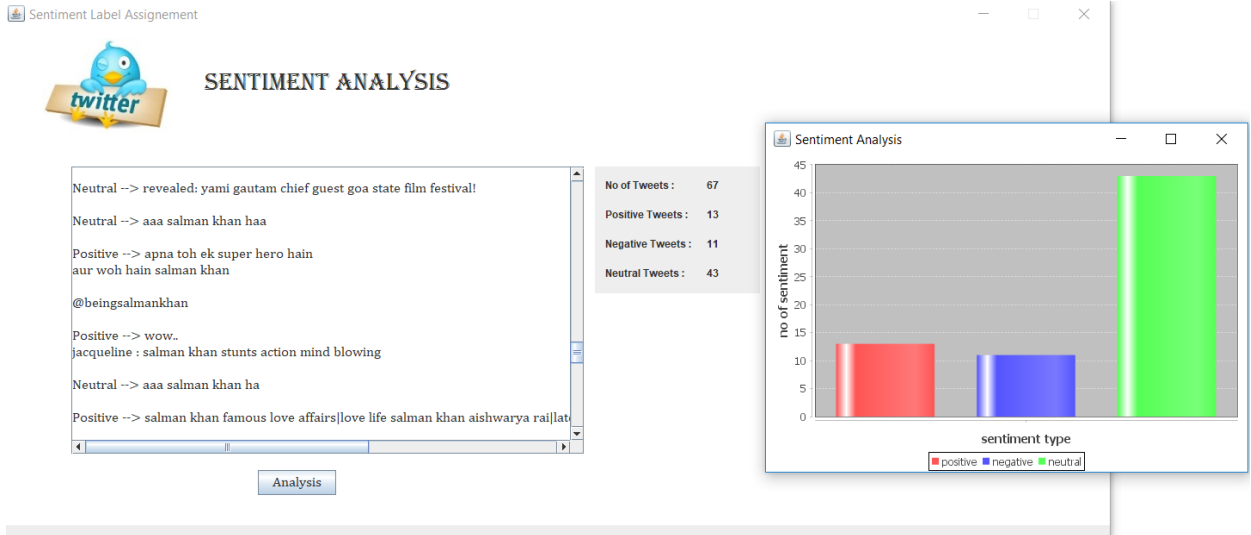 Sentiment Label Assignement
twitter
SENTIMENT ANALYSIS
Neutral --> revealed: yami gautam chief guest goa state film festival!
Neutral --> aaa salman khan haa
Positive --> apna toh ek super hero hain
aur woh hain salman khan
@beingsalmankhan
Positive --> wow..
jacqueline : salman khan stunts action mind blowing
Neutral --> aaa salman khan ha
Positive --> salman khan famous love affairs|love life salman khan aishwarya rai|late
Analysis
No of Tweets : 67
Positive Tweets : 13
Negative Tweets : 11
Neutral Tweets : 43
Sentiment Analysis
45
40
35
30
25
20
15
10
5
0
no of sentiment
sentiment type
positive negative neutral